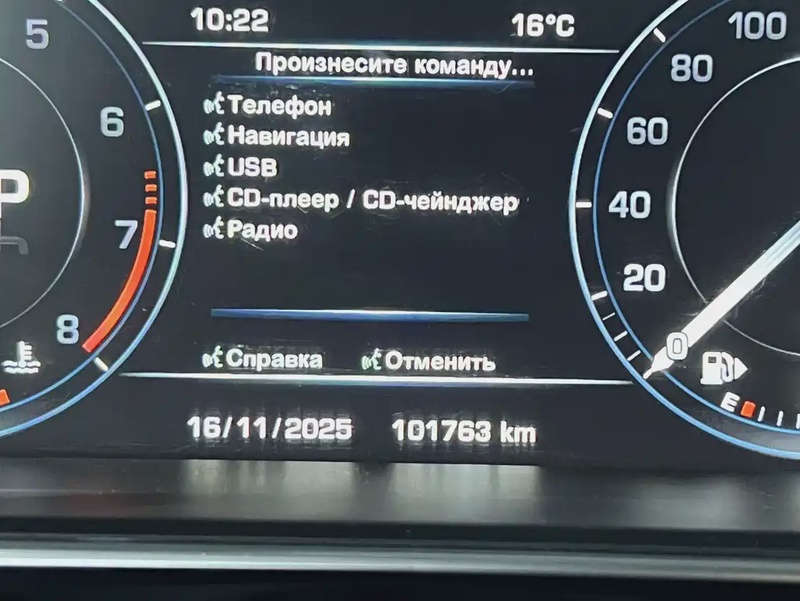 10:22 16°C
Произнесите команду...
Телефон
Навигация
USB
CD-плеер / CD-чейнджер
Радио
Справка Отменить
16/11/2025 101763 km
5
6
7
8
P
100
80
60
40
20
0
E